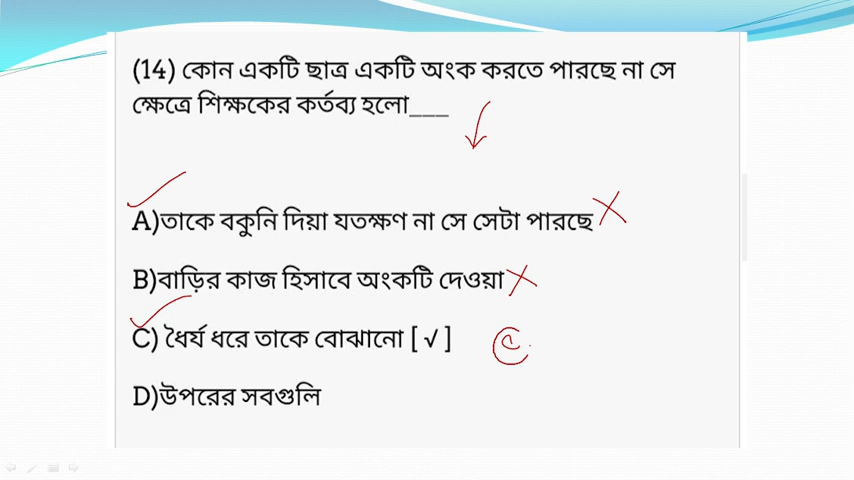 (14) কোন একটি ছাত্র একটি অংক করতে পারছে না সে
ক্ষেত্রে শিক্ষকের কর্তব্য হলো___
A)তাকে বকুনি দিয়া যতক্ষণ না সে সেটা পারছে
B)বাড়ির কাজ হিসাবে অংকটি দেওয়া
C) ধৈর্য ধরে তাকে বোঝানো [ √ ]
D)উপরের সবগুলি